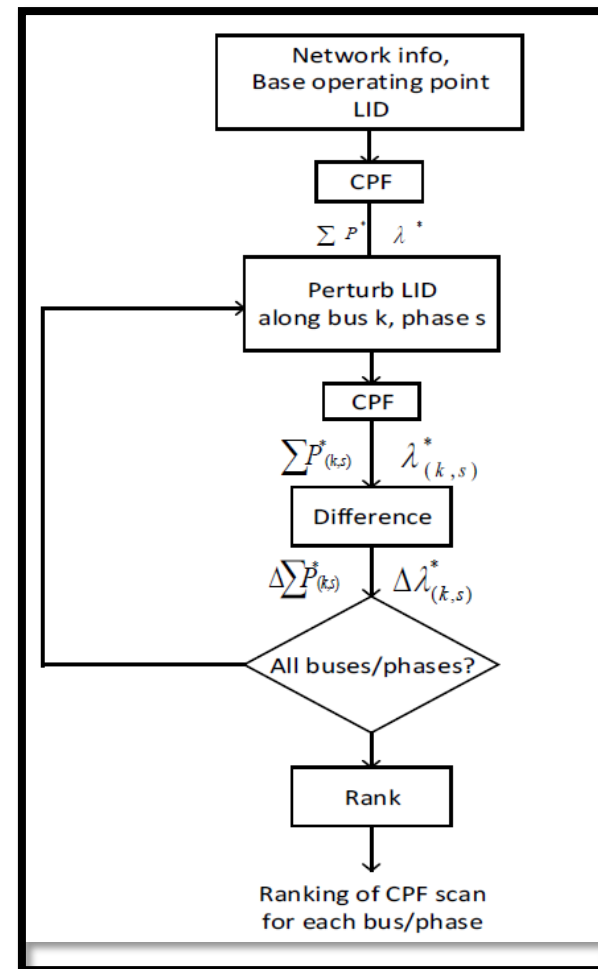 Network info,
Base operating point
LID
CPF
∑ P* λ*
Perturb LID
along bus k, phase s
CPF
∑P*(k,s) λ*(k,s)
Difference
Δ∑P*(k,s) Δλ*(k,s)
All buses/phases?
Rank
Ranking of CPF scan
for each bus/phase